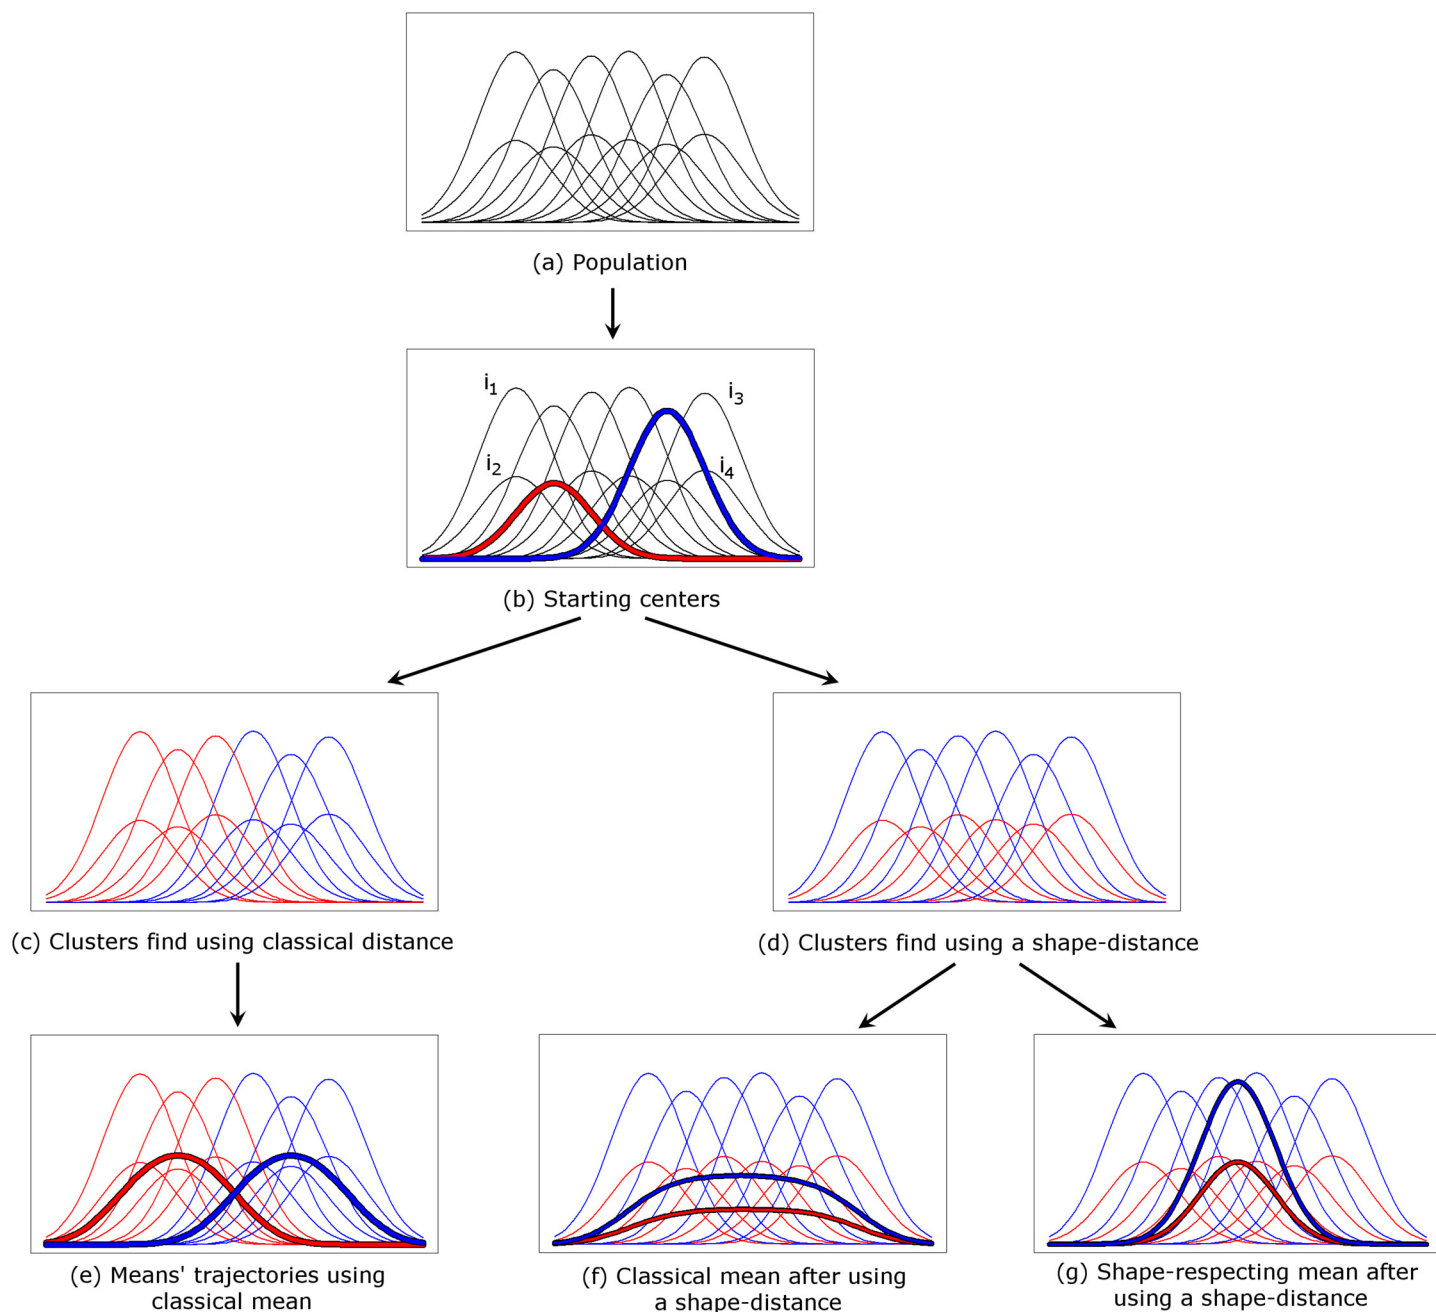 (a) Population
i1
i3
i2
i4
(b) Starting centers
(c) Clusters find using classical distance
(d) Clusters find using a shape-distance
(e) Means' trajectories using
classical mean
(f) Classical mean after using
a shape-distance
(g) Shape-respecting mean after
using a shape-distance